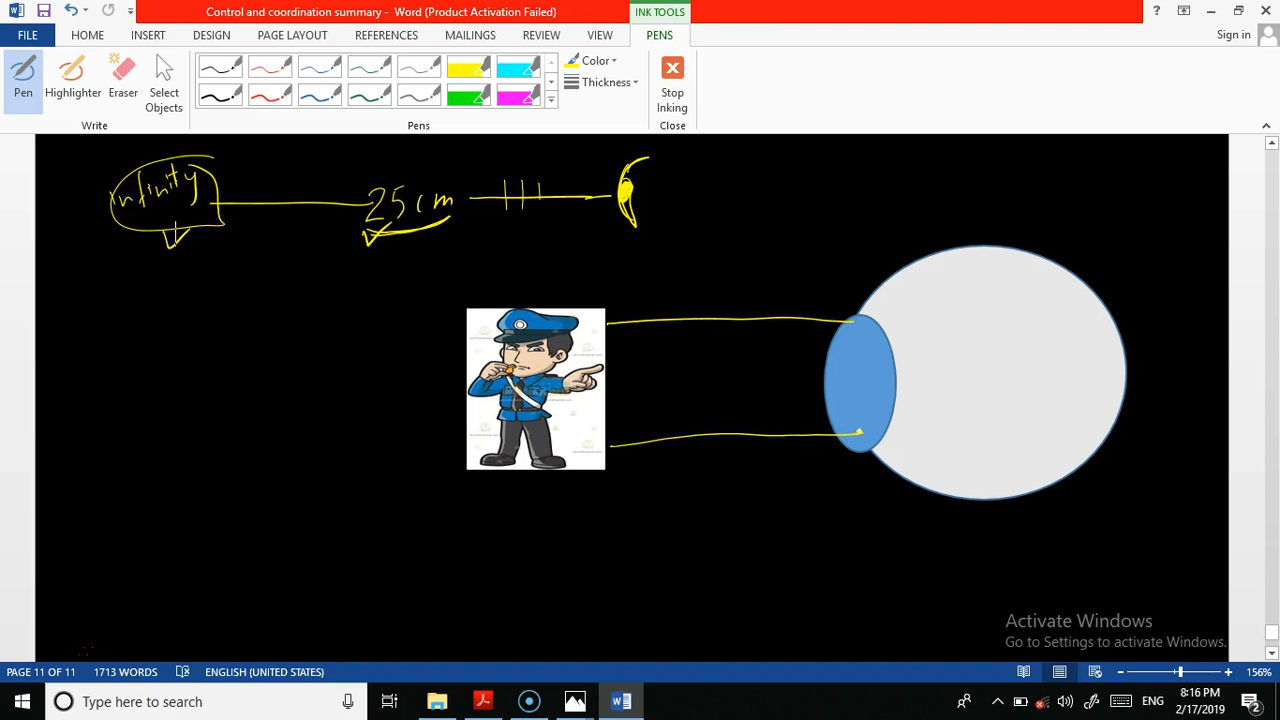 Control and coordination summary - Word (Product Activation Failed)
INK TOOLS
FILE HOME INSERT DESIGN PAGE LAYOUT REFERENCES MAILINGS REVIEW VIEW PENS
Sign in
Pen Highlighter Eraser Select Objects
Color
Thickness
Stop Inking
Write Pens Close
infinity 25 cm
Activate Windows
Go to Settings to activate Windows.
PAGE 11 OF 11 1713 WORDS ENGLISH (UNITED STATES) 156%
Type here to search
ENG
8:16 PM
2/17/2019
2